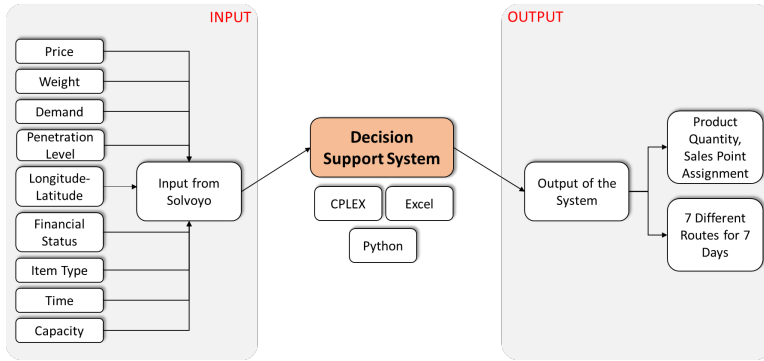 INPUT
Price
Weight
Demand
Penetration
Level
Longitude-
Latitude
Financial
Status
Item Type
Time
Capacity
Input from
Solvoyo
Decision
Support System
CPLEX
Excel
Python
OUTPUT
Output of the
System
Product
Quantity,
Sales Point
Assignment
7 Different
Routes for 7
Days